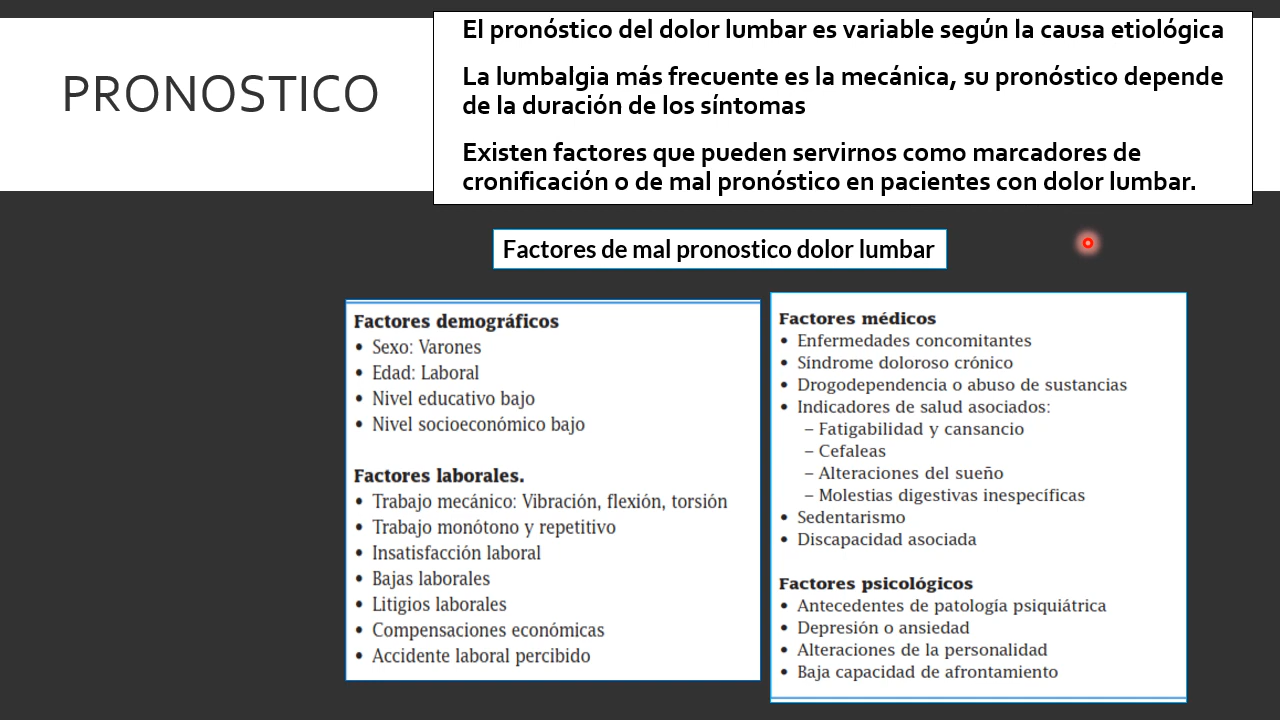 PRONOSTICO
El pronóstico del dolor lumbar es variable según la causa etiológica
La lumbalgia más frecuente es la mecánica, su pronóstico depende
de la duración de los síntomas
Existen factores que pueden servirnos como marcadores de
cronificación o de mal pronóstico en pacientes con dolor lumbar.
Factores de mal pronostico dolor lumbar
Factores demográficos
• Sexo: Varones
• Edad: Laboral
• Nivel educativo bajo
• Nivel socioeconómico bajo
Factores laborales.
• Trabajo mecánico: Vibración, flexión, torsión
• Trabajo monótono y repetitivo
• Insatisfacción laboral
• Bajas laborales
• Litigios laborales
• Compensaciones económicas
• Accidente laboral percibido
Factores médicos
• Enfermedades concomitantes
• Síndrome doloroso crónico
• Drogodependencia o abuso de sustancias
• Indicadores de salud asociados:
– Fatigabilidad y cansancio
– Cefaleas
– Alteraciones del sueño
– Molestias digestivas inespecíficas
• Sedentarismo
• Discapacidad asociada
Factores psicológicos
• Antecedentes de patología psiquiátrica
• Depresión o ansiedad
• Alteraciones de la personalidad
• Baja capacidad de afrontamiento